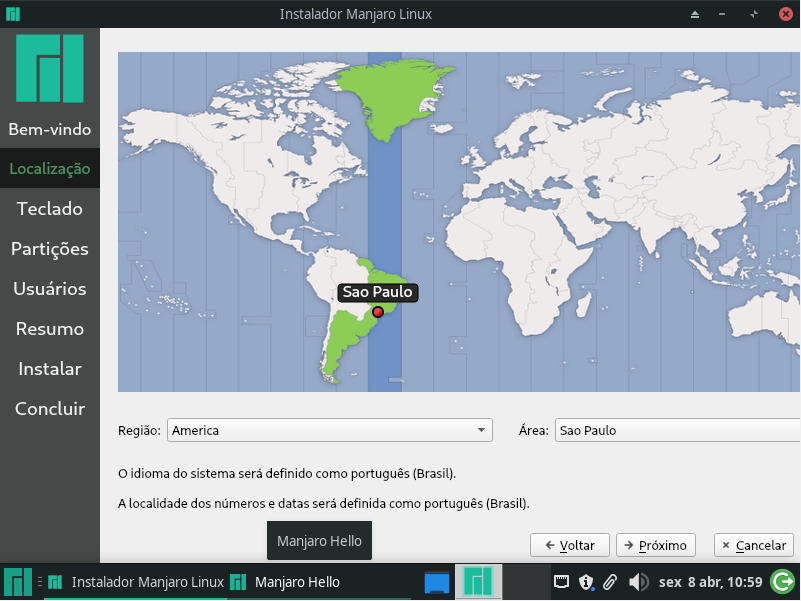 Instalador Manjaro Linux
Bem-vindo
Localização
Teclado
Partições
Usuários
Resumo
Instalar
Concluir
Sao Paulo
Região: America Área: Sao Paulo
O idioma do sistema será definido como português (Brasil).
A localidade dos números e datas será definida como português (Brasil).
Manjaro Hello
Voltar Próximo Cancelar
Instalador Manjaro Linux Manjaro Hello sex 8 abr, 10:59